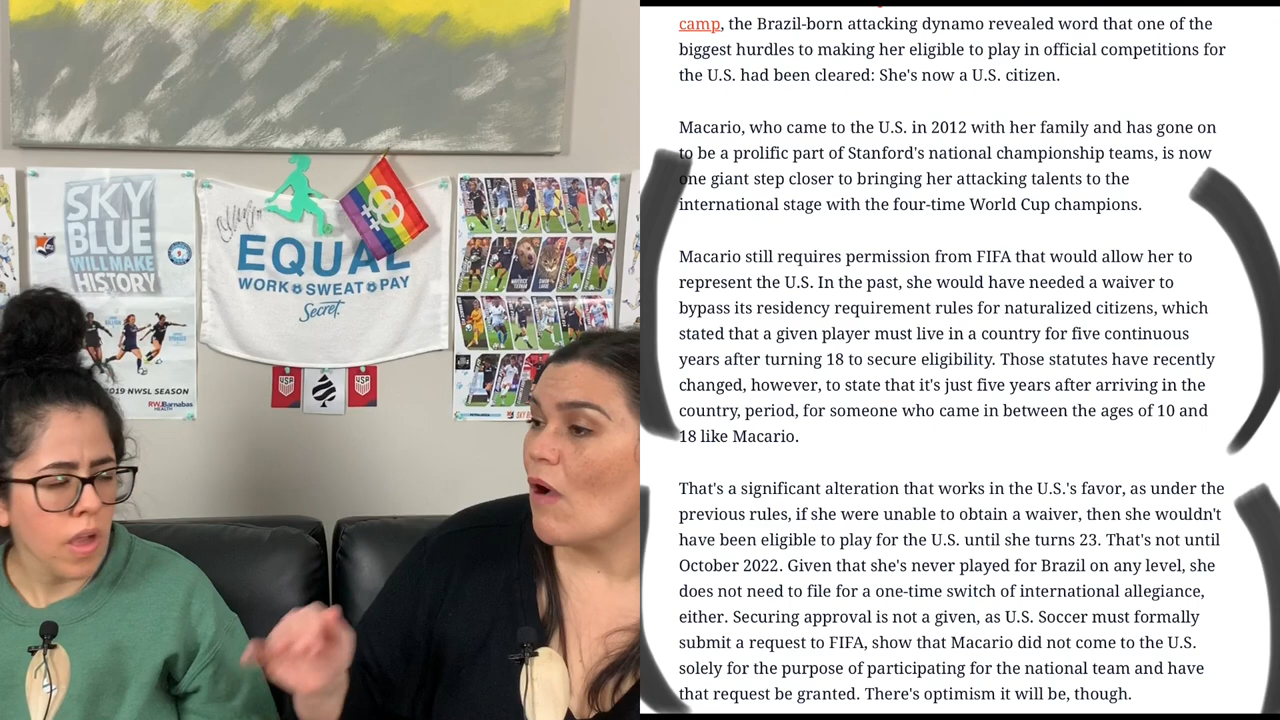 SKY
BLUE
WILL MAKE
HISTORY
2019 NWSL SEASON
RWJBarnabas
HEALTH
EQUAL
WORK SWEAT PAY
Secret
USA
USA
camp, the Brazil-born attacking dynamo revealed word that one of the
biggest hurdles to making her eligible to play in official competitions for
the U.S. had been cleared: She's now a U.S. citizen.
Macario, who came to the U.S. in 2012 with her family and has gone on
to be a prolific part of Stanford's national championship teams, is now
one giant step closer to bringing her attacking talents to the
international stage with the four-time World Cup champions.
Macario still requires permission from FIFA that would allow her to
represent the U.S. In the past, she would have needed a waiver to
bypass its residency requirement rules for naturalized citizens, which
stated that a given player must live in a country for five continuous
years after turning 18 to secure eligibility. Those statutes have recently
changed, however, to state that it's just five years after arriving in the
country, period, for someone who came in between the ages of 10 and
18 like Macario.
That's a significant alteration that works in the U.S.'s favor, as under the
previous rules, if she were unable to obtain a waiver, then she wouldn't
have been eligible to play for the U.S. until she turns 23. That's not until
October 2022. Given that she's never played for Brazil on any level, she
does not need to file for a one-time switch of international allegiance,
either. Securing approval is not a given, as U.S. Soccer must formally
submit a request to FIFA, show that Macario did not come to the U.S.
solely for the purpose of participating for the national team and have
that request be granted. There's optimism it will be, though.